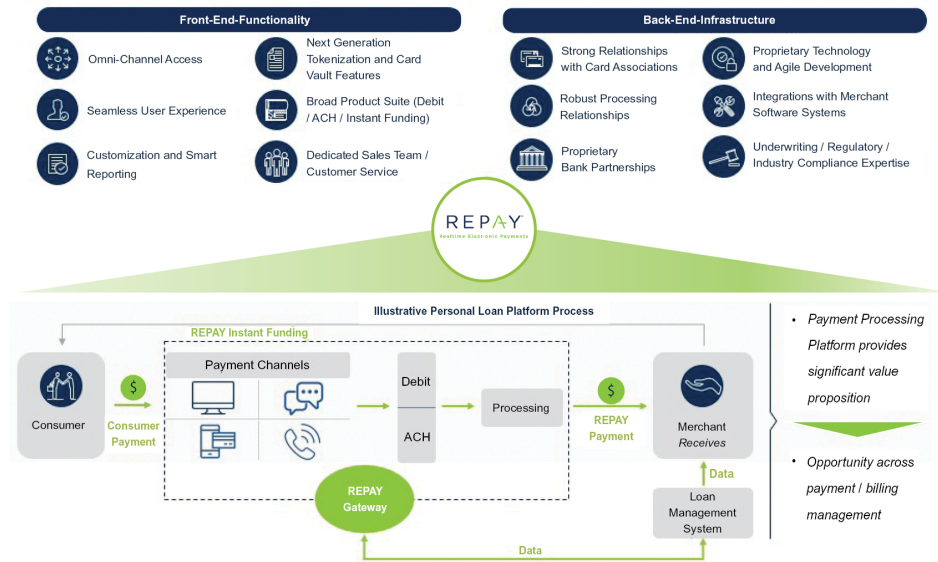 Front-End-Functionality
Omni-Channel Access
Seamless User Experience
Customization and Smart
Reporting
Next Generation
Tokenization and Card
Vault Features
Broad Product Suite (Debit
/ ACH / Instant Funding)
Dedicated Sales Team /
Customer Service
Back-End-Infrastructure
Strong Relationships
with Card Associations
Robust Processing
Relationships
Proprietary
Bank Partnerships
Proprietary Technology
and Agile Development
Integrations with Merchant
Software Systems
Underwriting / Regulatory /
Industry Compliance Expertise
REPAY
Realtime Electronic Payments
Illustrative Personal Loan Platform Process
REPAY Instant Funding
Consumer
$
Consumer
Payment
Payment Channels
Debit
ACH
Processing
$
REPAY
Payment
Merchant
Receives
Data
Loan
Management
System
REPAY
Gateway
Data
• Payment Processing
Platform provides
significant value
proposition
• Opportunity across
payment / billing
management